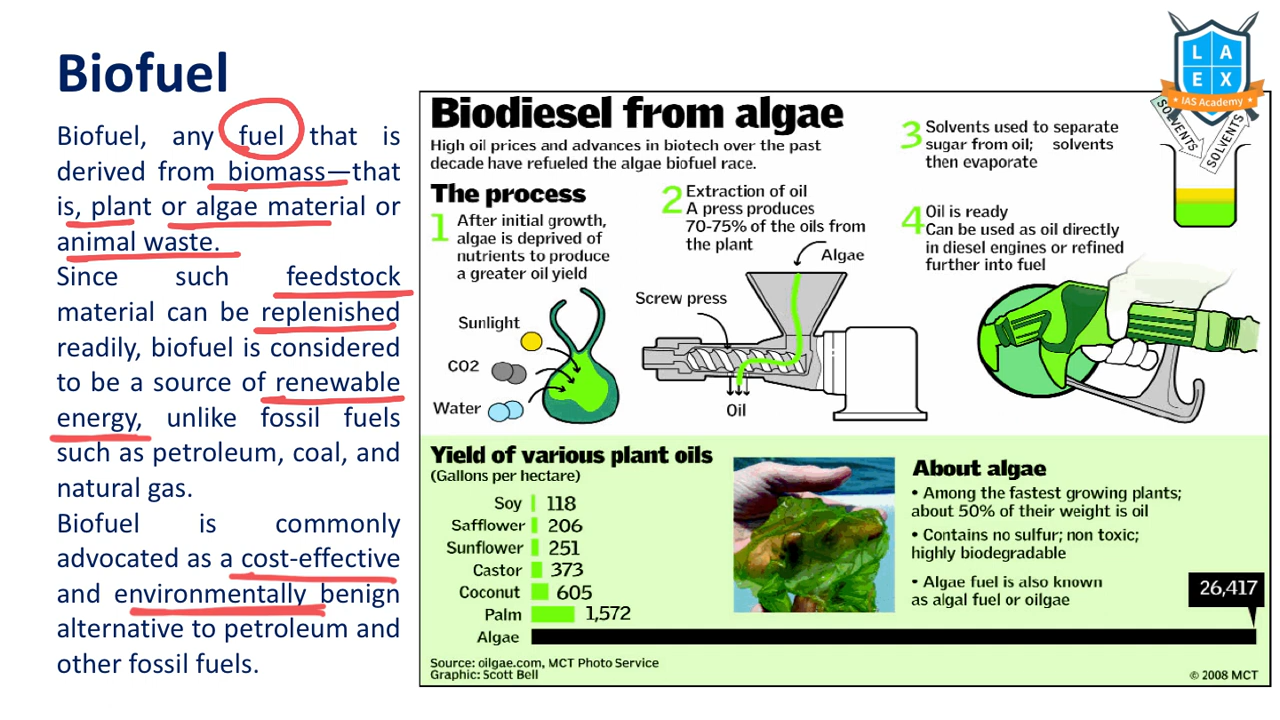 Biofuel
Biofuel, any fuel that is
derived from biomass—that
is, plant or algae material or
animal waste.
Since such feedstock
material can be replenished
readily, biofuel is considered
to be a source of renewable
energy, unlike fossil fuels
such as petroleum, coal, and
natural gas.
Biofuel is commonly
advocated as a cost-effective
and environmentally benign
alternative to petroleum and
other fossil fuels.
L A
E X
IAS Academy
Biodiesel from algae
High oil prices and advances in biotech over the past
decade have refueled the algae biofuel race.
The process
1 After initial growth,
algae is deprived of
nutrients to produce
a greater oil yield
Sunlight
CO2
Water
2 Extraction of oil
A press produces
70-75% of the oils from
the plant
Algae
Screw press
Oil
3 Solvents used to separate
sugar from oil; solvents
then evaporate
SOLVENTS
SOLVENTS
4 Oil is ready
Can be used as oil directly
in diesel engines or refined
further into fuel
Yield of various plant oils
(Gallons per hectare)
Soy 118
Safflower 206
Sunflower 251
Castor 373
Coconut 605
Palm 1,572
Algae 26,417
About algae
• Among the fastest growing plants;
about 50% of their weight is oil
• Contains no sulfur; non toxic;
highly biodegradable
• Algae fuel is also known
as algal fuel or oilgae
Source: oilgae.com, MCT Photo Service
Graphic: Scott Bell
© 2008 MCT